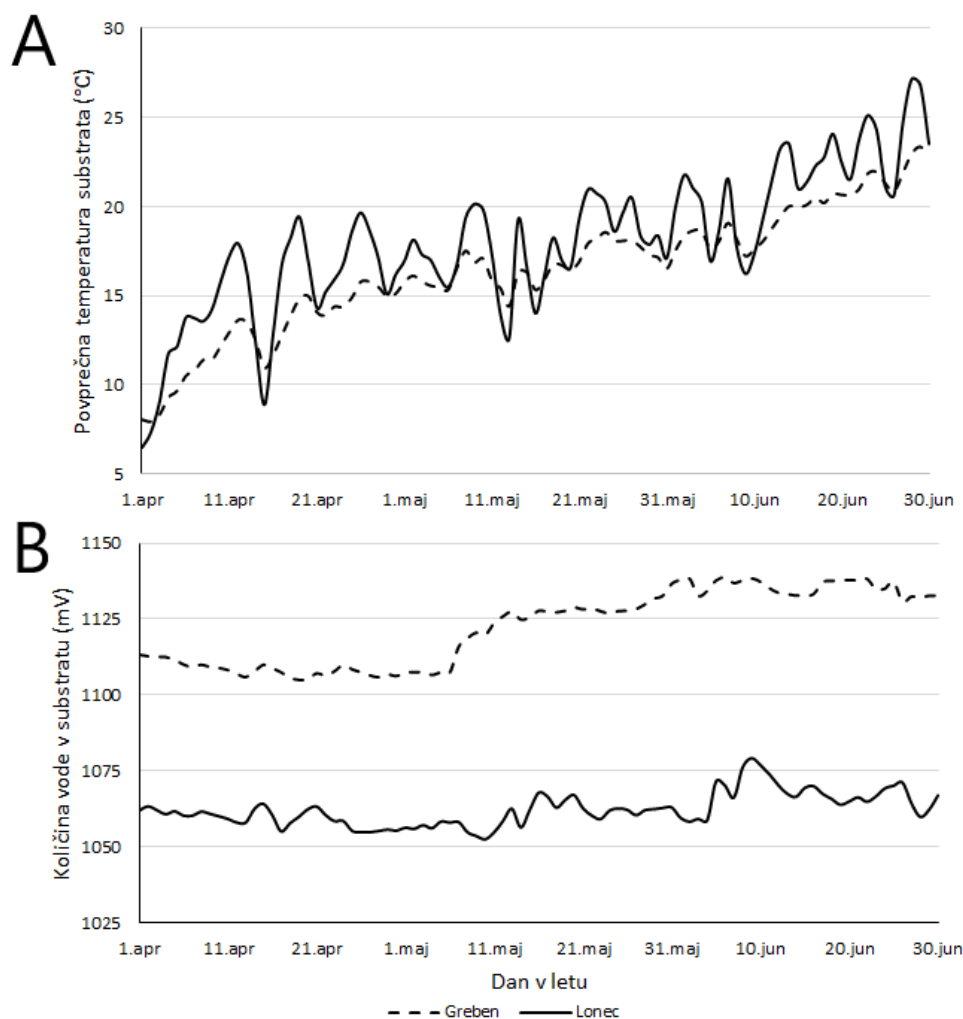 A
Povprečna temperatura substrata (°C)
30
25
20
15
10
5
1.apr 11.apr 21.apr 1.maj 11.maj 21.maj 31.maj 10.jun 20.jun 30.jun
B
Količina vode v substratu (mV)
1150
1125
1100
1075
1050
1025
1.apr 11.apr 21.apr 1.maj 11.maj 21.maj 31.maj 10.jun 20.jun 30.jun
Dan v letu
Greben Lonec